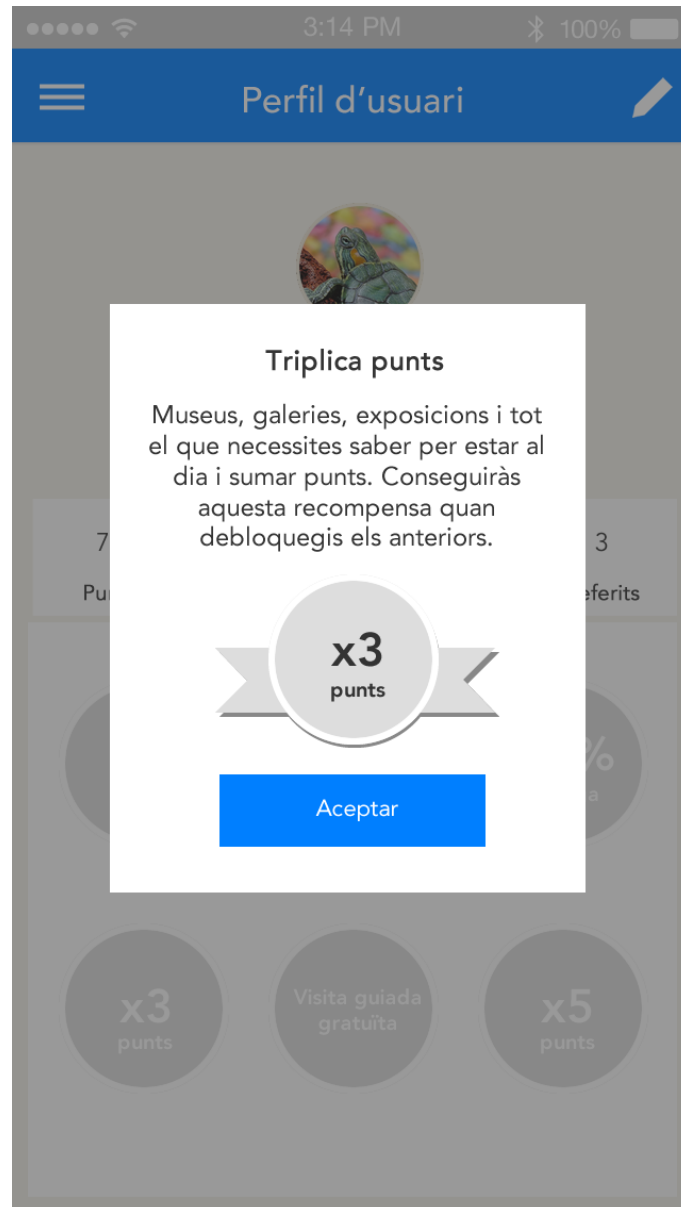 3:14 PM
100%
Perfil d’usuari
Triplica punts
Museus, galeries, exposicions i tot
el que necessites saber per estar al
dia i sumar punts. Conseguiràs
aquesta recompensa quan
debloquegis els anteriors.
7
3
x3
punts
%
a
Aceptar
x3
punts
Visita guiada
gratuïta
x5
punts